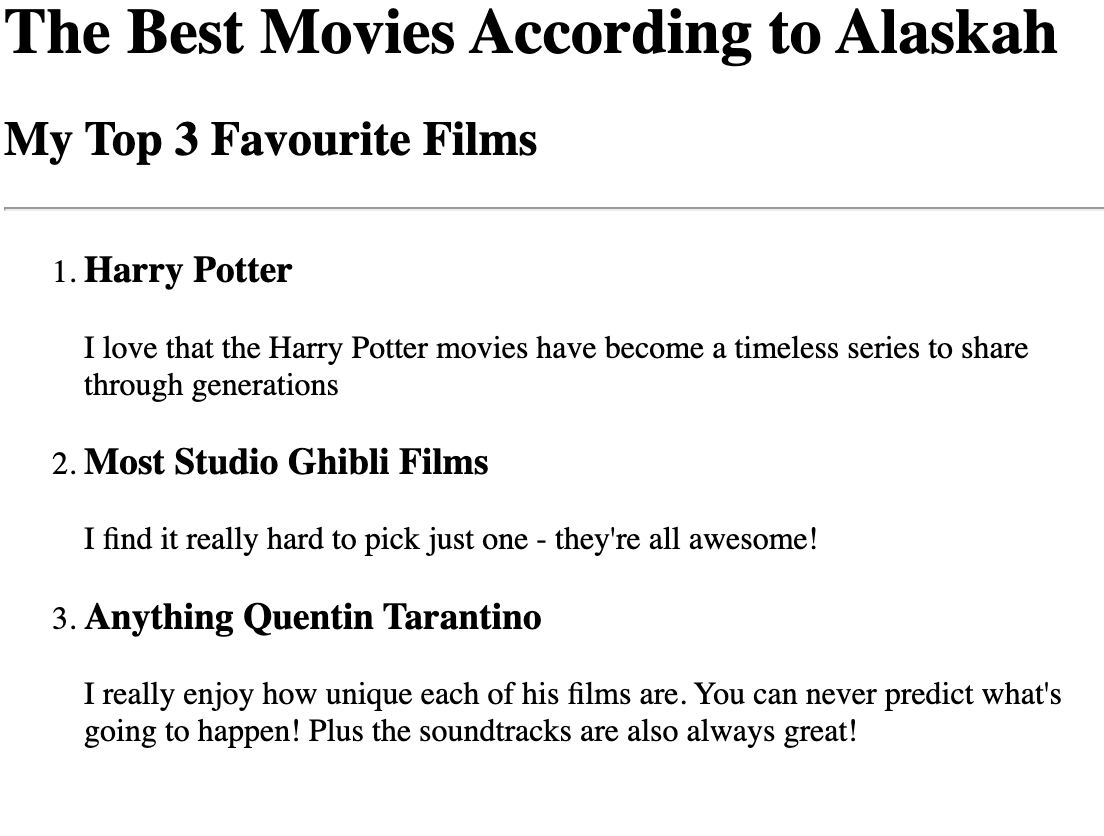 The Best Movies According to Alaskah
My Top 3 Favourite Films
1. Harry Potter
I love that the Harry Potter movies have become a timeless series to share
through generations
2. Most Studio Ghibli Films
I find it really hard to pick just one - they're all awesome!
3. Anything Quentin Tarantino
I really enjoy how unique each of his films are. You can never predict what's
going to happen! Plus the soundtracks are also always great!